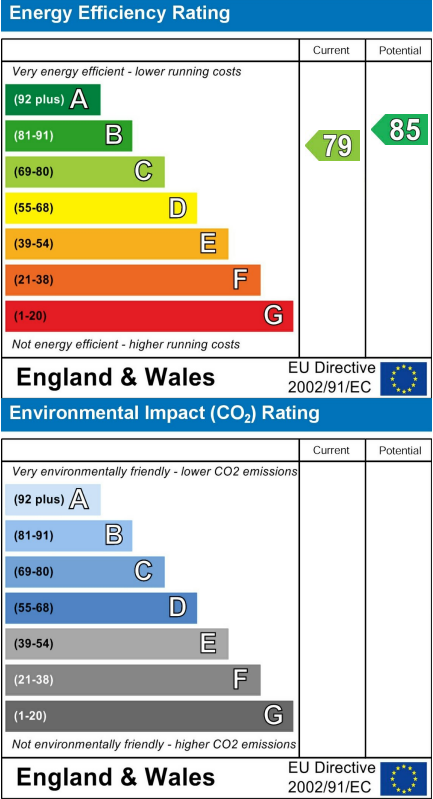 Energy Efficiency Rating
Current Potential
Very energy efficient - lower running costs
(92 plus) A
(81-91) B
(69-80) C
(55-68) D
(39-54) E
(21-38) F
(1-20) G
79
85
Not energy efficient - higher running costs
England & Wales
EU Directive
2002/91/EC
Environmental Impact (CO₂) Rating
Current Potential
Very environmentally friendly - lower CO2 emissions
(92 plus) A
(81-91) B
(69-80) C
(55-68) D
(39-54) E
(21-38) F
(1-20) G
Not environmentally friendly - higher CO2 emissions
England & Wales
EU Directive
2002/91/EC